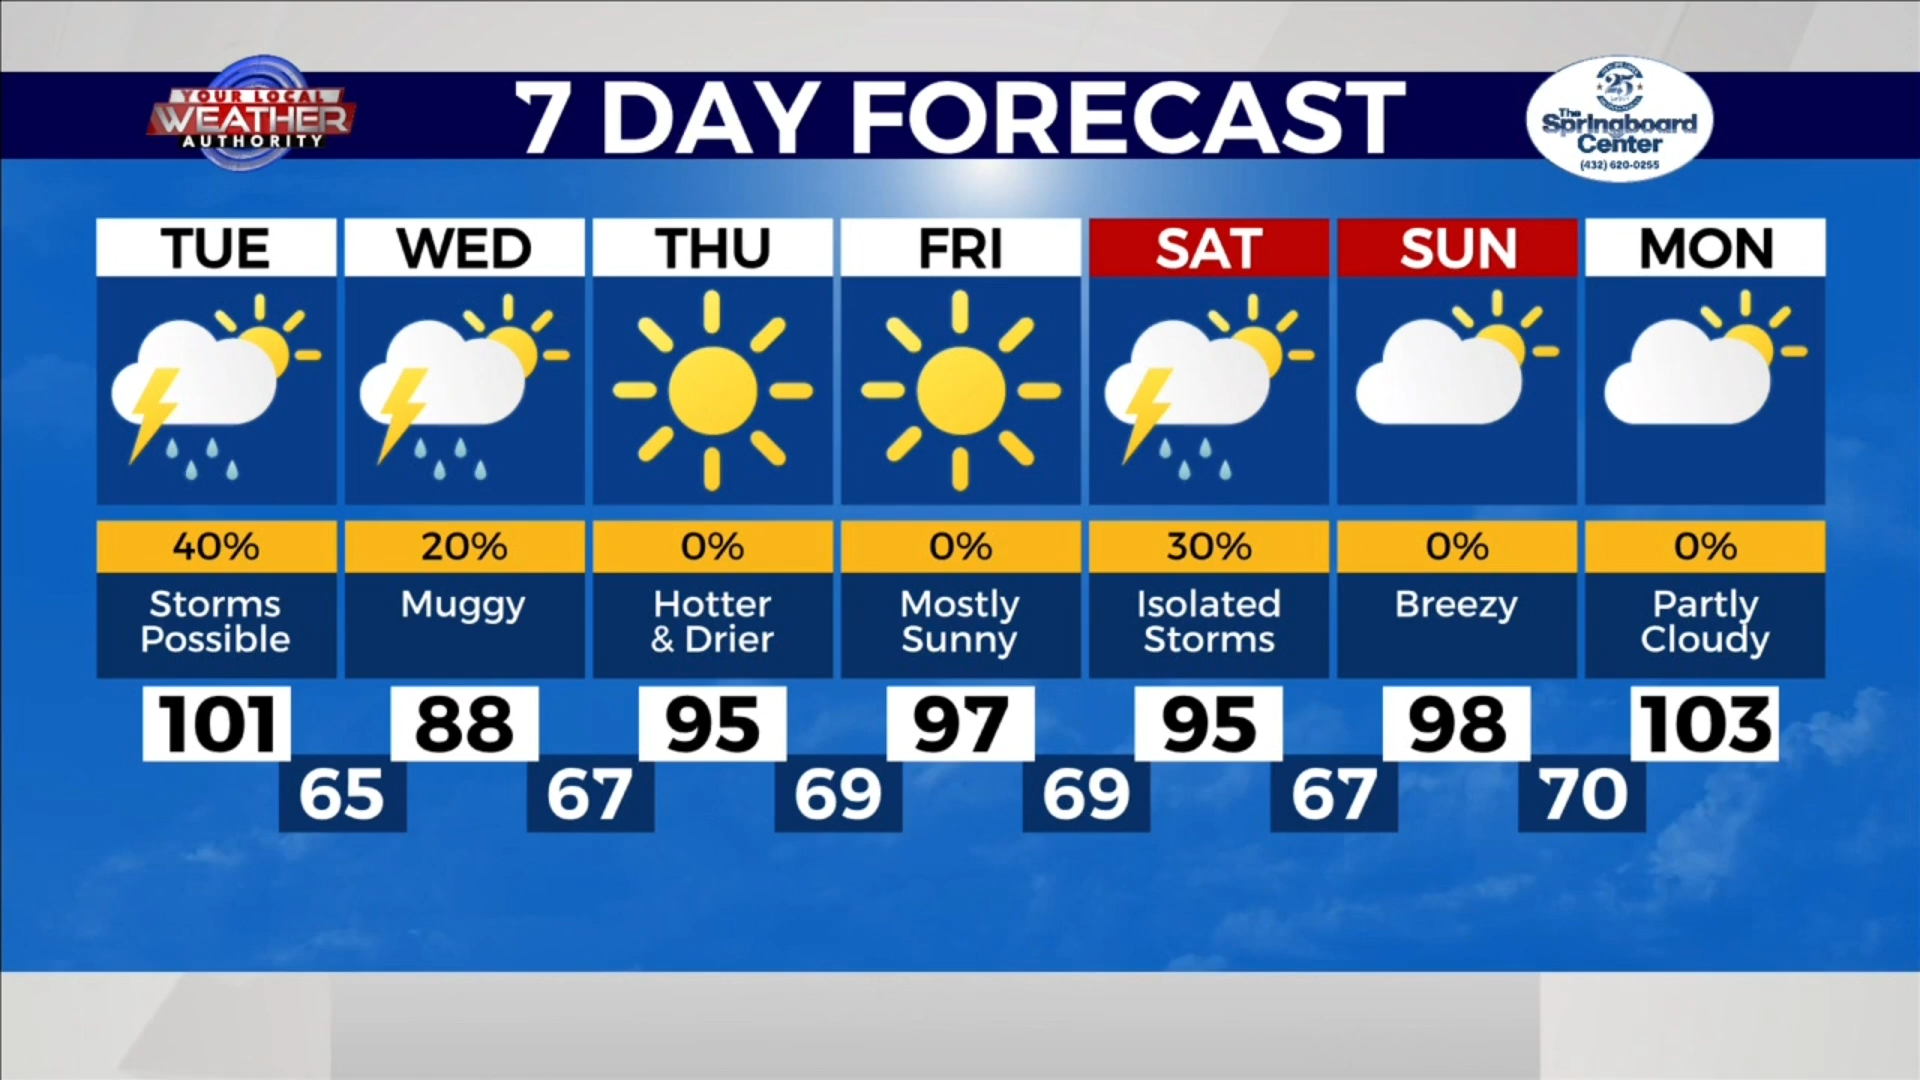 YOUR LOCAL
WEATHER
AUTHORITY
7 DAY FORECAST
25
The
Springboard
Center
(432) 620-0255
TUE WED THU FRI SAT SUN MON
40% 20% 0% 0% 30% 0% 0%
Storms Possible
Muggy
Hotter & Drier
Mostly Sunny
Isolated Storms
Breezy
Partly Cloudy
101 88 95 97 95 98 103
65 67 69 69 67 70